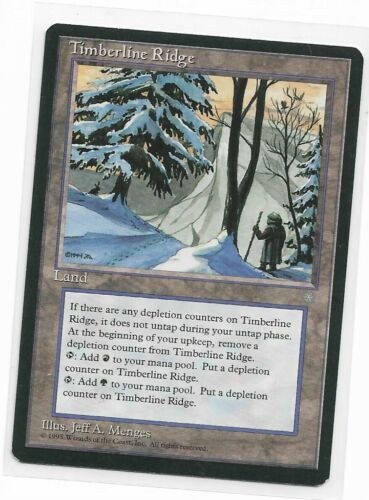 Timberline Ridge
©1994 JM
Land
If there are any depletion counters on Timberline
Ridge, it does not untap during your untap phase.
At the beginning of your upkeep, remove a
depletion counter from Timberline Ridge.
: Add to your mana pool. Put a depletion
counter on Timberline Ridge.
: Add to your mana pool. Put a depletion
counter on Timberline Ridge.
Illus. Jeff A. Menges
© 1995 Wizards of the Coast, Inc. All rights reserved.